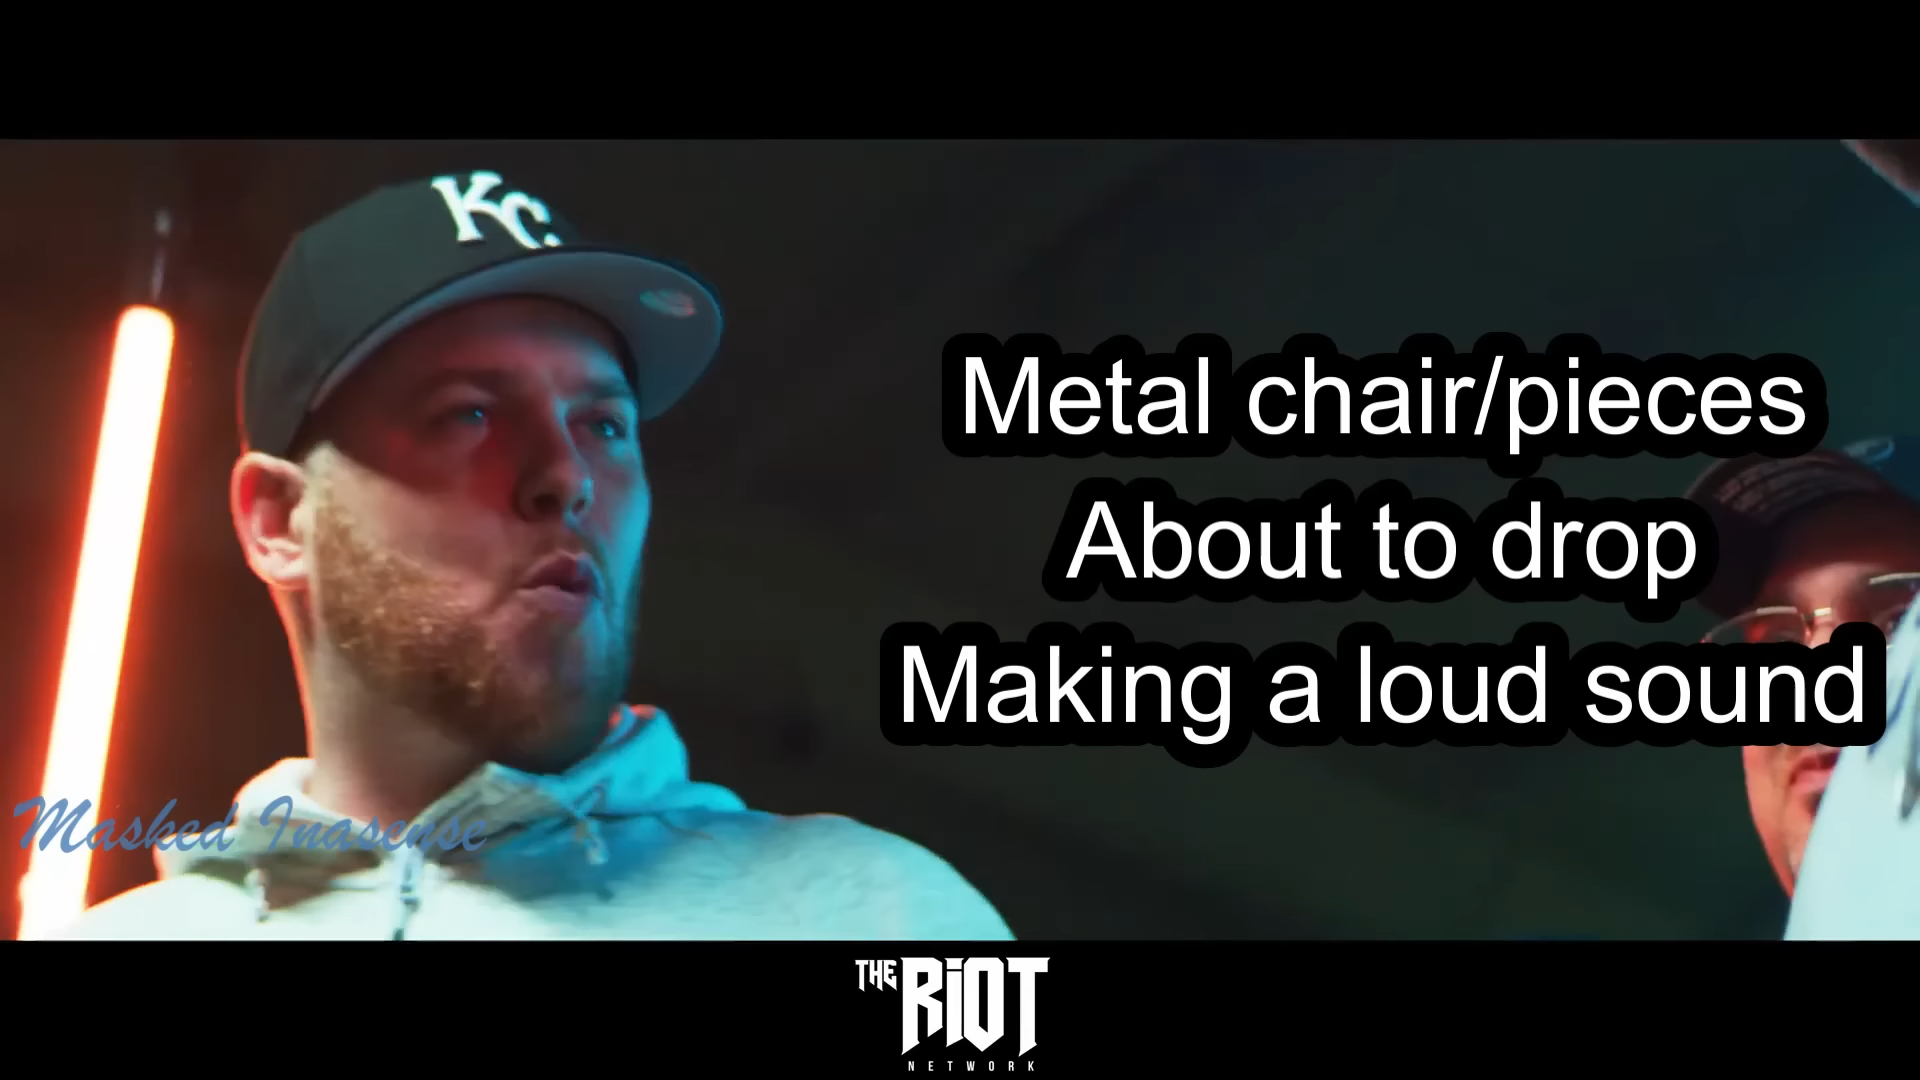 KC
Metal chair/pieces
About to drop
Making a loud sound
Masked Inasense
THE RIOT
NETWORK